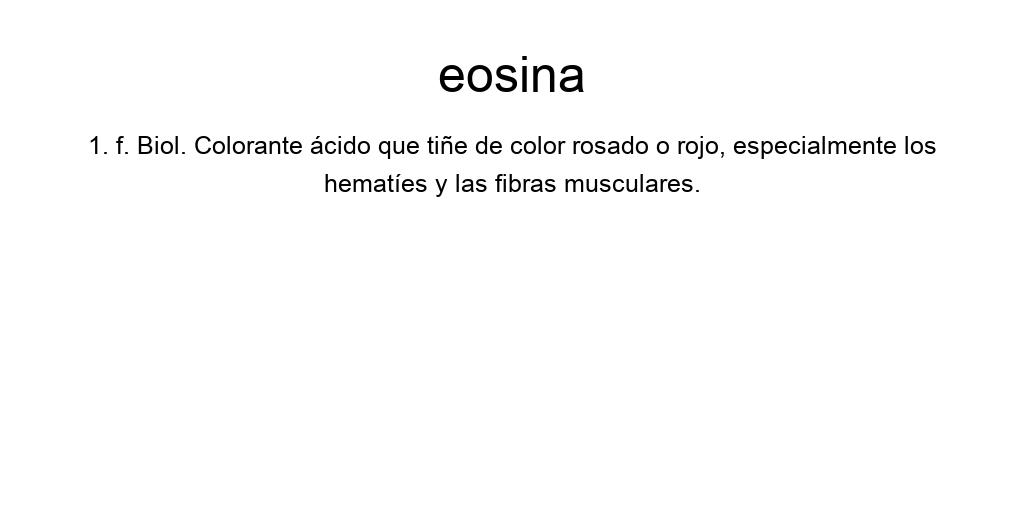 eosina
1. f. Biol. Colorante ácido que tiñe de color rosado o rojo, especialmente los
hematíes y las fibras musculares.